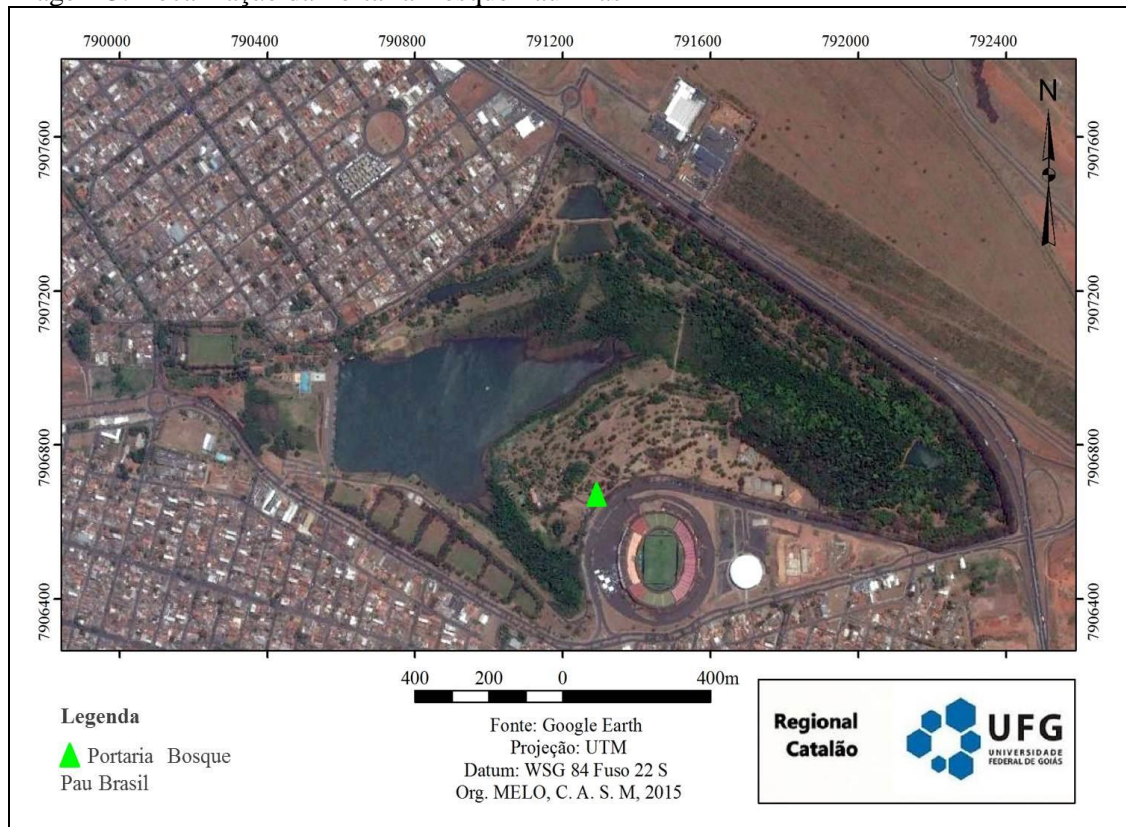 790000 790400 790800 791200 791600 792000 792400
N
7907600 7907600
7907200 7907200
7906800 7906800
7906400 7906400
400 200 0 400m
Legenda
Portaria Bosque
Pau Brasil
Fonte: Google Earth
Projeção: UTM
Datum: WSG 84 Fuso 22 S
Org. MELO, C. A. S. M, 2015
Regional
Catalão
UFG
UNIVERSIDADE
FEDERAL DE GOIÁS